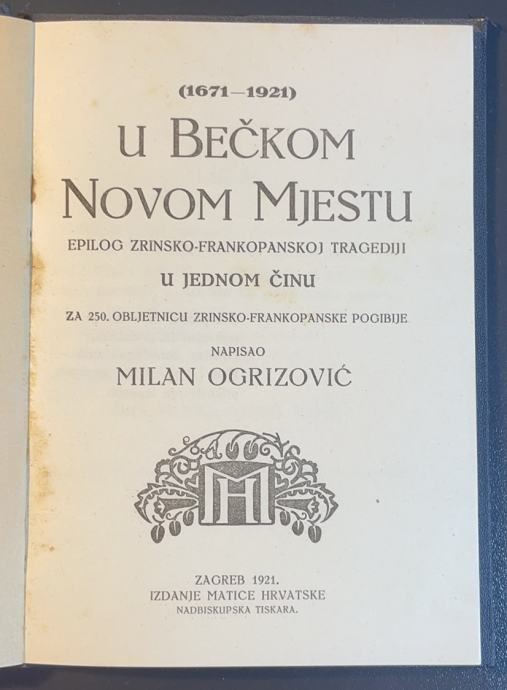 (1671—1921)
U BEČKOM
NOVOM MJESTU
EPILOG ZRINSKO-FRANKOPANSKOJ TRAGEDIJI
U JEDNOM ČINU
ZA 250. OBLJETNICU ZRINSKO-FRANKOPANSKE POGIBIJE
NAPISAO
MILAN OGRIZOVIĆ
MH
ZAGREB 1921.
IZDANJE MATICE HRVATSKE
NADBISKUPSKA TISKARA.